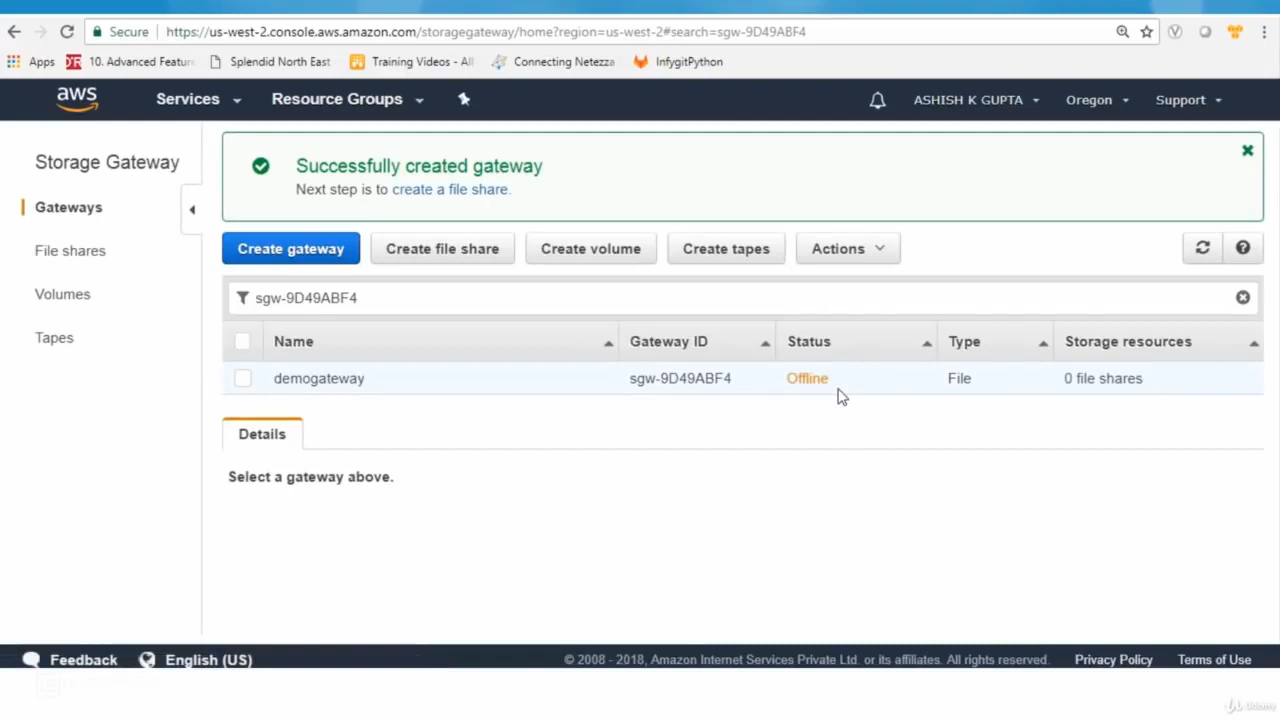 Secure https://us-west-2.console.aws.amazon.com/storagegateway/home?region=us-west-2#search=sgw-9D49ABF4
Apps 10. Advanced Featur Splendid North East Training Videos - All Connecting Netezza InfygitPython
aws Services Resource Groups ASHISH K GUPTA Oregon Support
Storage Gateway
Gateways
File shares
Volumes
Tapes
Successfully created gateway
Next step is to create a file share.
Create gateway Create file share Create volume Create tapes Actions
sgw-9D49ABF4
Name Gateway ID Status Type Storage resources
demogateway sgw-9D49ABF4 Offline File 0 file shares
Details
Select a gateway above.
Feedback English (US) © 2008 - 2018, Amazon Internet Services Private Ltd. or its affiliates. All rights reserved. Privacy Policy Terms of Use
Udemy